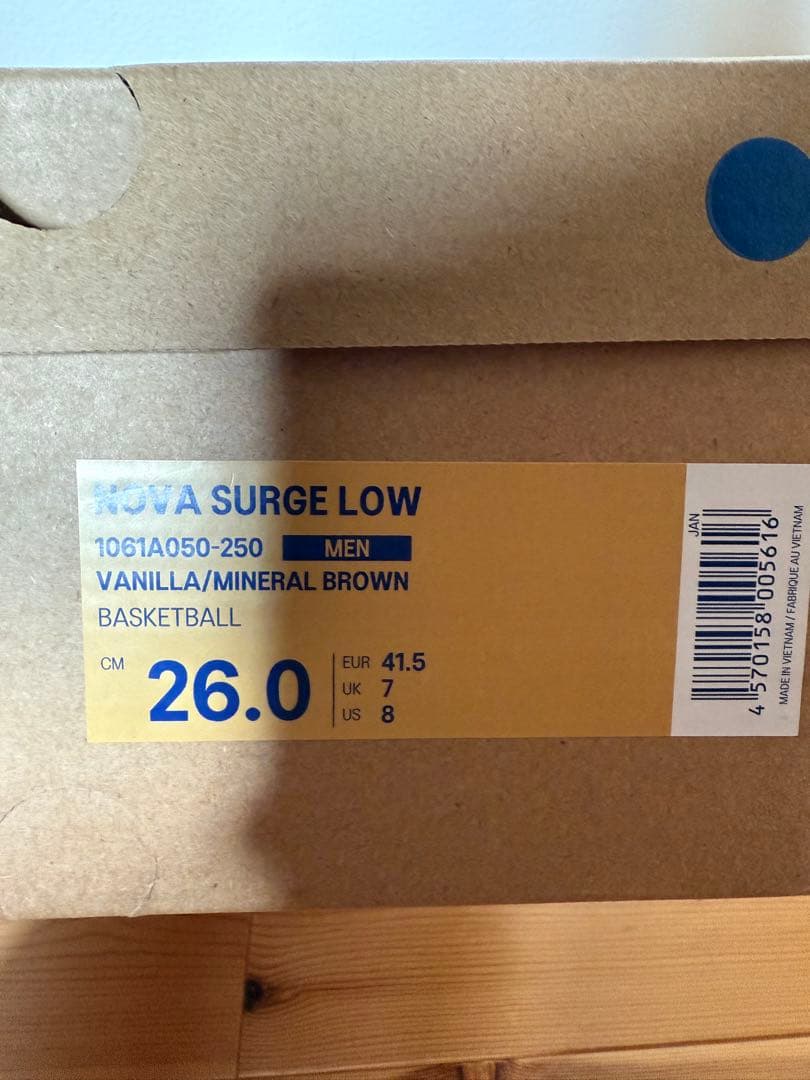 NOVA SURGE LOW
1061A050-250 MEN
VANILLA/MINERAL BROWN
BASKETBALL
CM 26.0
EUR 41.5
UK 7
US 8
JAN
4 570158 005616
MADE IN VIETNAM / FABRIQUE AU VIETNAM